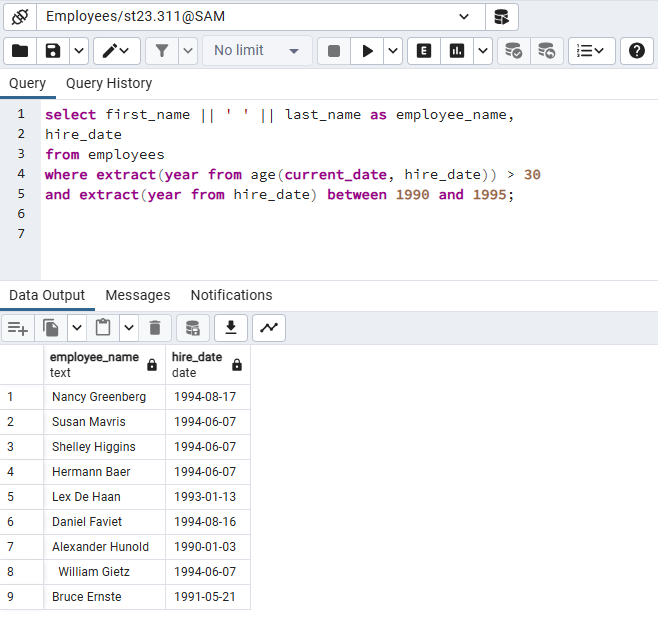 Employees/st23.311@SAM
No limit
E
Query Query History
1 select first_name || ' ' || last_name as employee_name,
2 hire_date
3 from employees
4 where extract(year from age(current_date, hire_date)) > 30
5 and extract(year from hire_date) between 1990 and 1995;
6
7
Data Output Messages Notifications
employee_name hire_date
text date
1 Nancy Greenberg 1994-08-17
2 Susan Mavris 1994-06-07
3 Shelley Higgins 1994-06-07
4 Hermann Baer 1994-06-07
5 Lex De Haan 1993-01-13
6 Daniel Faviet 1994-08-16
7 Alexander Hunold 1990-01-03
8 William Gietz 1994-06-07
9 Bruce Ernste 1991-05-21